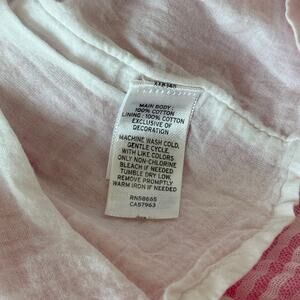 MAIN BODY:
100% COTTON
LINING: 100% COTTON
EXCLUSIVE OF
DECORATION
MACHINE WASH COLD,
GENTLE CYCLE,
WITH LIKE COLORS
ONLY NON-CHLORINE
BLEACH IF NEEDED
TUMBLE DRY LOW,
REMOVE PROMPTLY
WARM IRON IF NEEDED
RN58665
CA57963